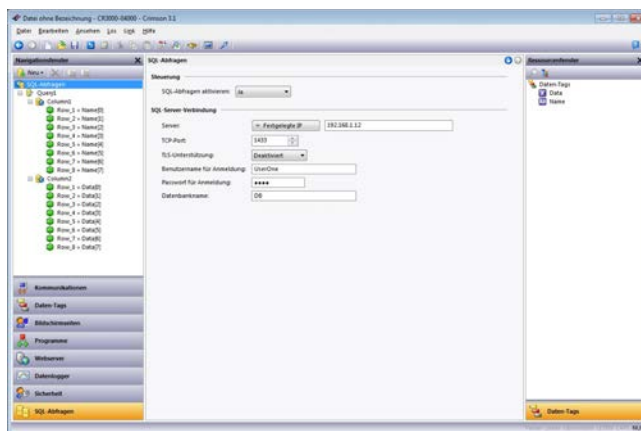 Datei ohne Bezeichnung - CR3000-04000 - Crimson 3.1
Datei Bearbeiten Ansehen Los Link Hilfe
Navigationsfenster
Neu
SQL-Abfragen
Query1
Column1
Row_1 = Name[0]
Row_2 = Name[1]
Row_3 = Name[2]
Row_4 = Name[3]
Row_5 = Name[4]
Row_6 = Name[5]
Row_7 = Name[6]
Row_8 = Name[7]
Column2
Row_1 = Data[0]
Row_2 = Data[1]
Row_3 = Data[2]
Row_4 = Data[3]
Row_5 = Data[4]
Row_6 = Data[5]
Row_7 = Data[6]
Row_8 = Data[7]
Kommunikationen
Daten-Tags
Bildschirmseiten
Programme
Webserver
Datenlogger
Sicherheit
SQL-Abfragen
SQL-Abfragen
Steuerung
SQL-Abfragen aktivieren: Ja
SQL-Server-Verbindung
Server: Festgelegte IP 192.168.1.12
TCP-Port: 1433
TLS-Unterstützung: Deaktiviert
Benutzername für Anmeldung: UserOne
Passwort für Anmeldung: ••••
Datenbankname: DB
Ressourcenfenster
Daten-Tags
Data
Name
Daten-Tags